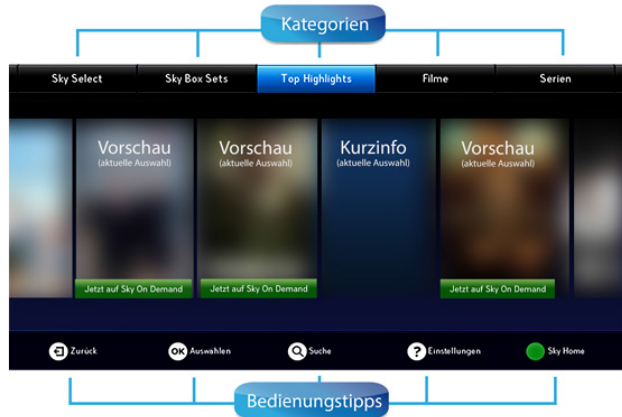 Kategorien
Sky Select
Sky Box Sets
Top Highlights
Filme
Serien
Vorschau
(aktuelle Auswahl)
Vorschau
(aktuelle Auswahl)
Kurzinfo
(aktuelle Auswahl)
Vorschau
(aktuelle Auswahl)
Jetzt auf Sky On Demand
Jetzt auf Sky On Demand
Jetzt auf Sky On Demand
Zurück
OK Auswählen
Suche
? Einstellungen
Sky Home
Bedienungstipps